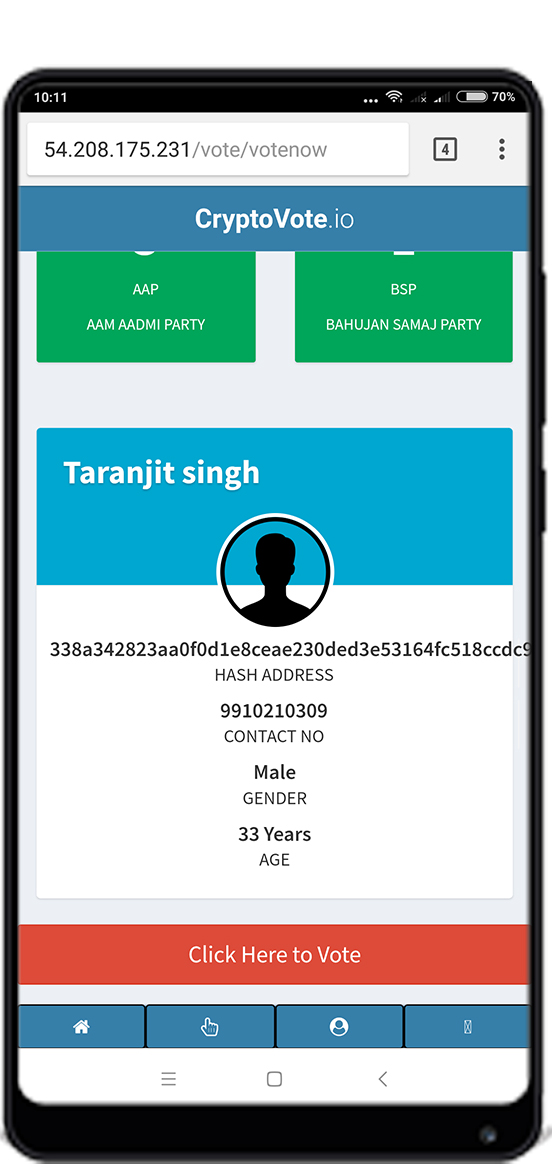 10:11
70%
54.208.175.231/vote/votenow
4
CryptoVote.io
AAP
BSP
AAM AADMI PARTY
BAHUJAN SAMAJ PARTY
Taranjit singh
338a342823aa0f0d1e8ceae230ded3e53164fc518ccdc9
HASH ADDRESS
9910210309
CONTACT NO
Male
GENDER
33 Years
AGE
Click Here to Vote